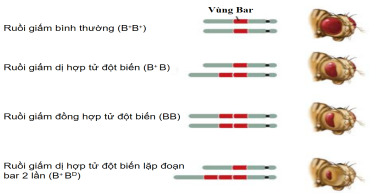 Vùng Bar
Ruồi giấm bình thường (B⁺B⁺)
Ruồi giấm dị hợp tử đột biến (B⁺ B)
Ruồi giấm đồng hợp tử đột biến (BB)
Ruồi giấm dị hợp tử đột biến lặp đoạn
bar 2 lần (B⁺ Bᴰ)